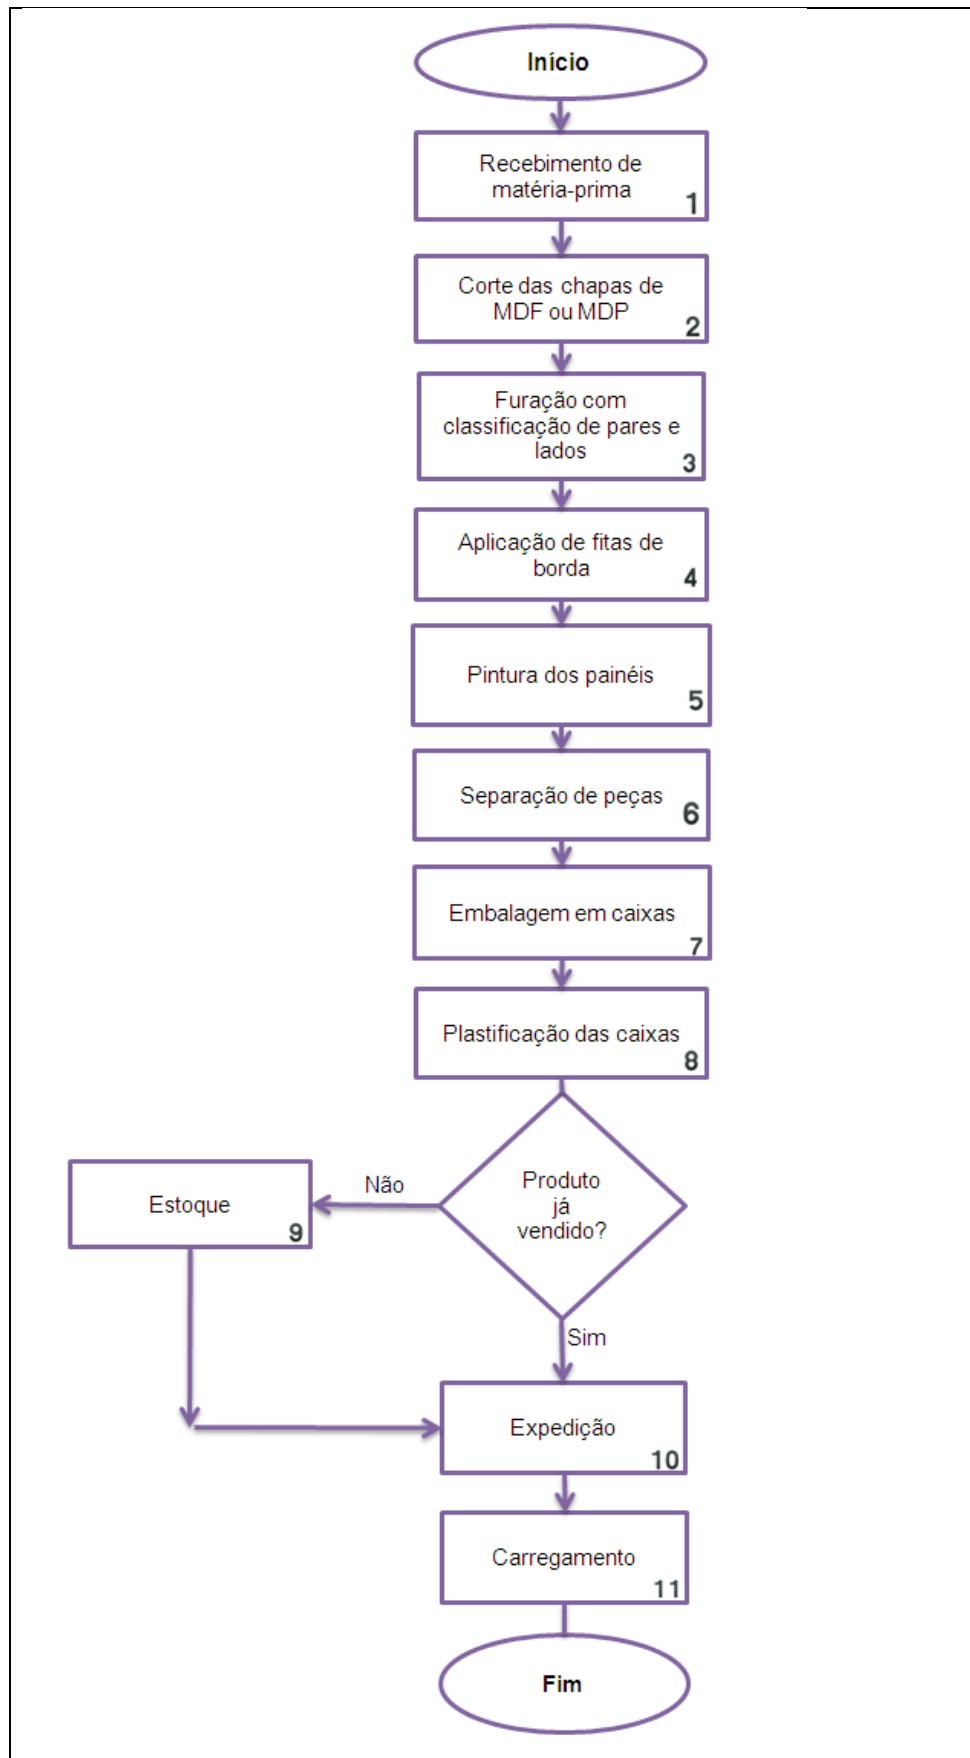 Início
Recebimento de
matéria-prima
1
Corte das chapas de
MDF ou MDP
2
Furação com
classificação de pares e
lados
3
Aplicação de fitas de
borda
4
Pintura dos painéis
5
Separação de peças
6
Embalagem em caixas
7
Plastificação das caixas
8
Produto
já
vendido?
Não
Estoque
9
Sim
Expedição
10
Carregamento
11
Fim